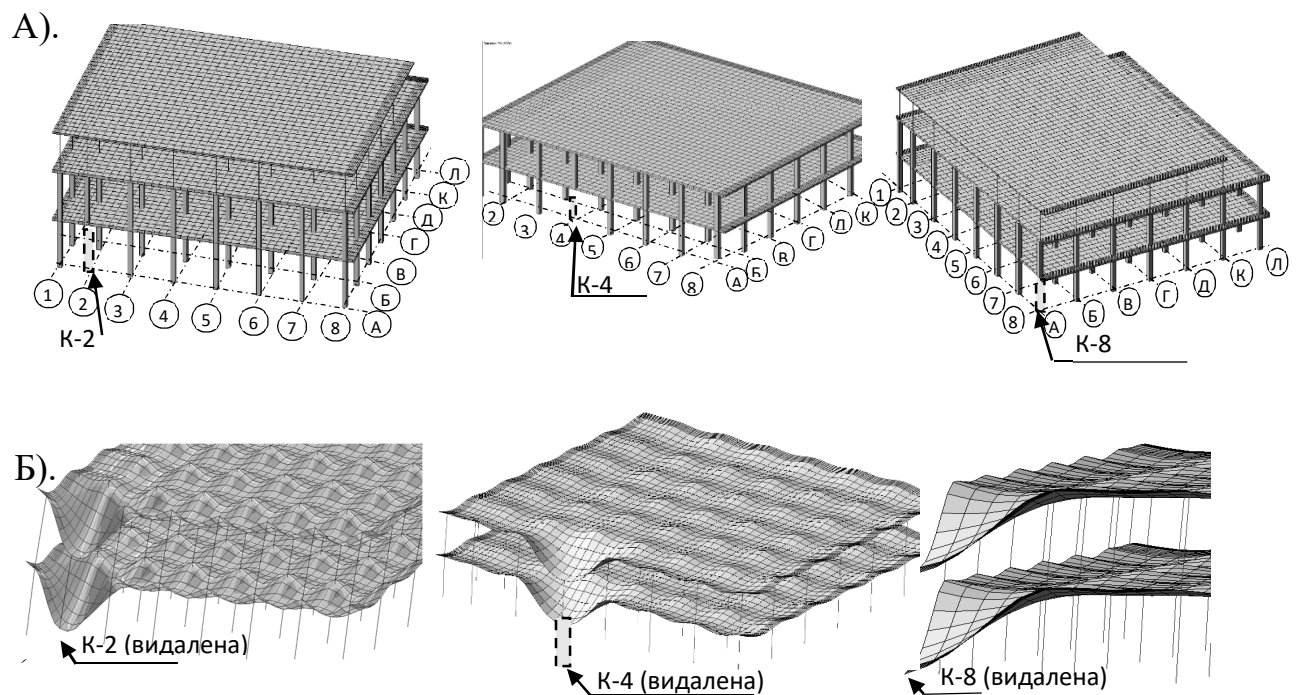 А).
1
2
3
4
5
6
7
8
А
Б
В
Г
Д
К
Л
К-2
2
3
4
5
6
7
8
А
Б
В
Г
Л
К
К-4
1
2
3
4
5
6
7
8
А
Б
В
Г
Д
К
Л
К-8
Б).
К-2 (видалена)
К-4 (видалена)
К-8 (видалена)